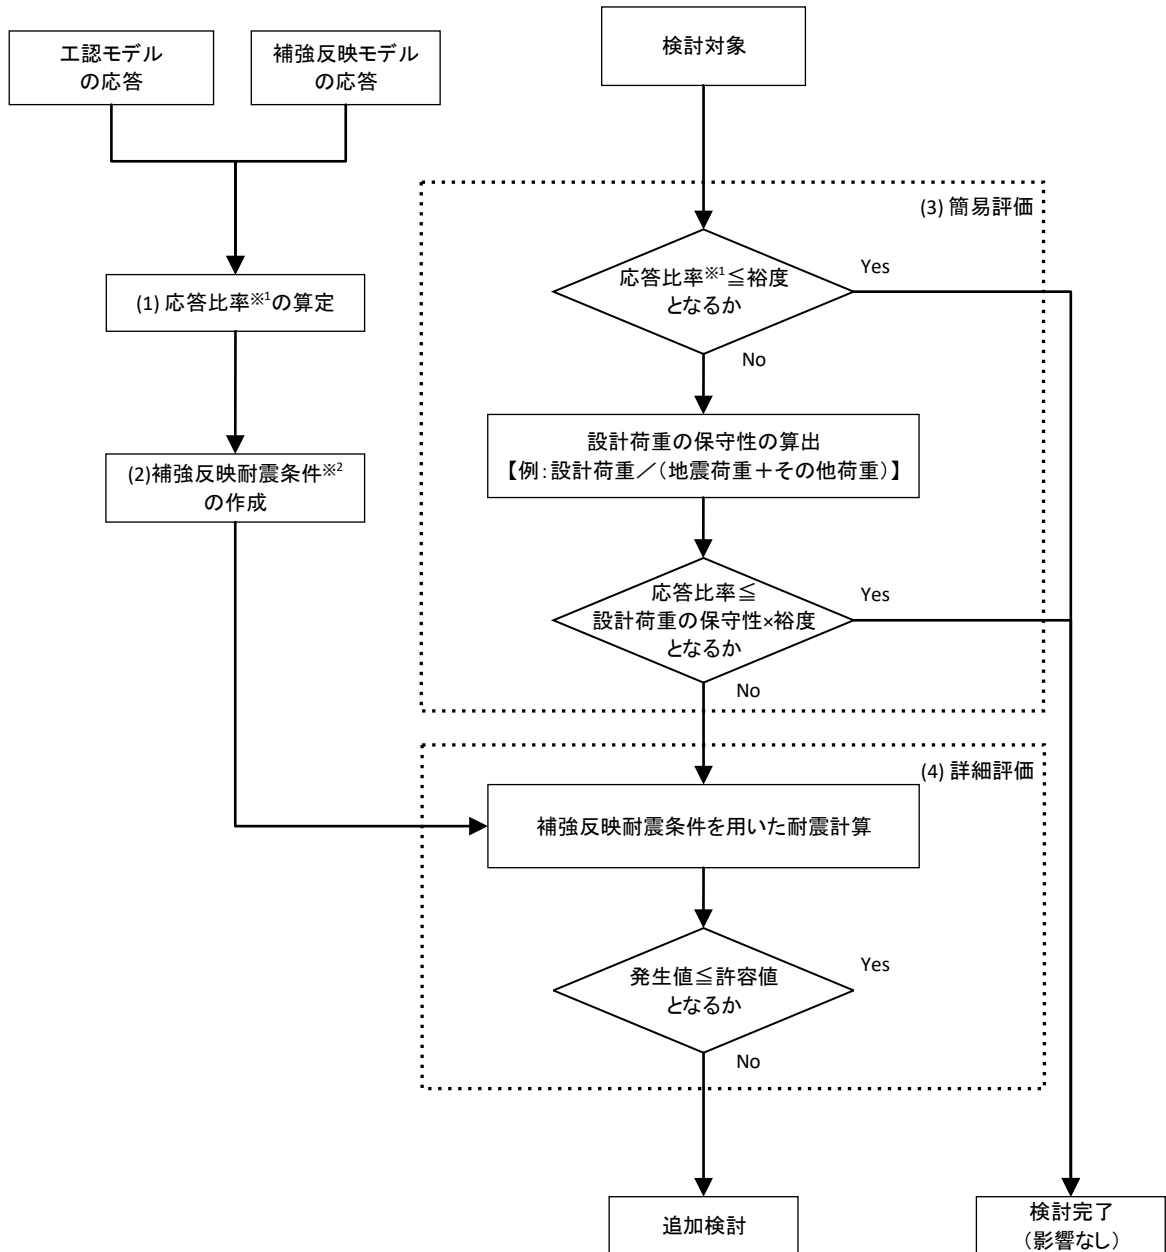 工認モデル
の応答
補強反映モデル
の応答
検討対象
(1) 応答比率※1の算定
(2)補強反映耐震条件※2
の作成
(3) 簡易評価
応答比率※1≦裕度
となるか
Yes
No
設計荷重の保守性の算出
【例：設計荷重／（地震荷重＋その他荷重）】
応答比率≦
設計荷重の保守性×裕度
となるか
Yes
No
(4) 詳細評価
補強反映耐震条件を用いた耐震計算
発生値≦許容値
となるか
Yes
No
追加検討
検討完了
（影響なし）